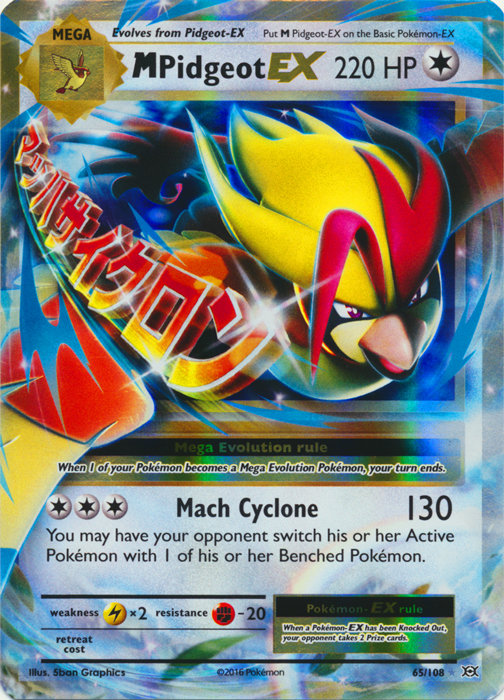 MEGA
Evolves from Pidgeot-EX
Put M Pidgeot-EX on the Basic Pokémon-EX
MPidgeotEX 220 HP
マッハサイクロン
Mega Evolution rule
When 1 of your Pokémon becomes a Mega Evolution Pokémon, your turn ends.
Mach Cyclone 130
You may have your opponent switch his or her Active
Pokémon with 1 of his or her Benched Pokémon.
weakness ×2 resistance -20
retreat
cost
Pokémon-EX rule
When a Pokémon-EX has been Knocked Out,
your opponent takes 2 Prize cards.
Illus. 5ban Graphics
©2016 Pokémon
65/108